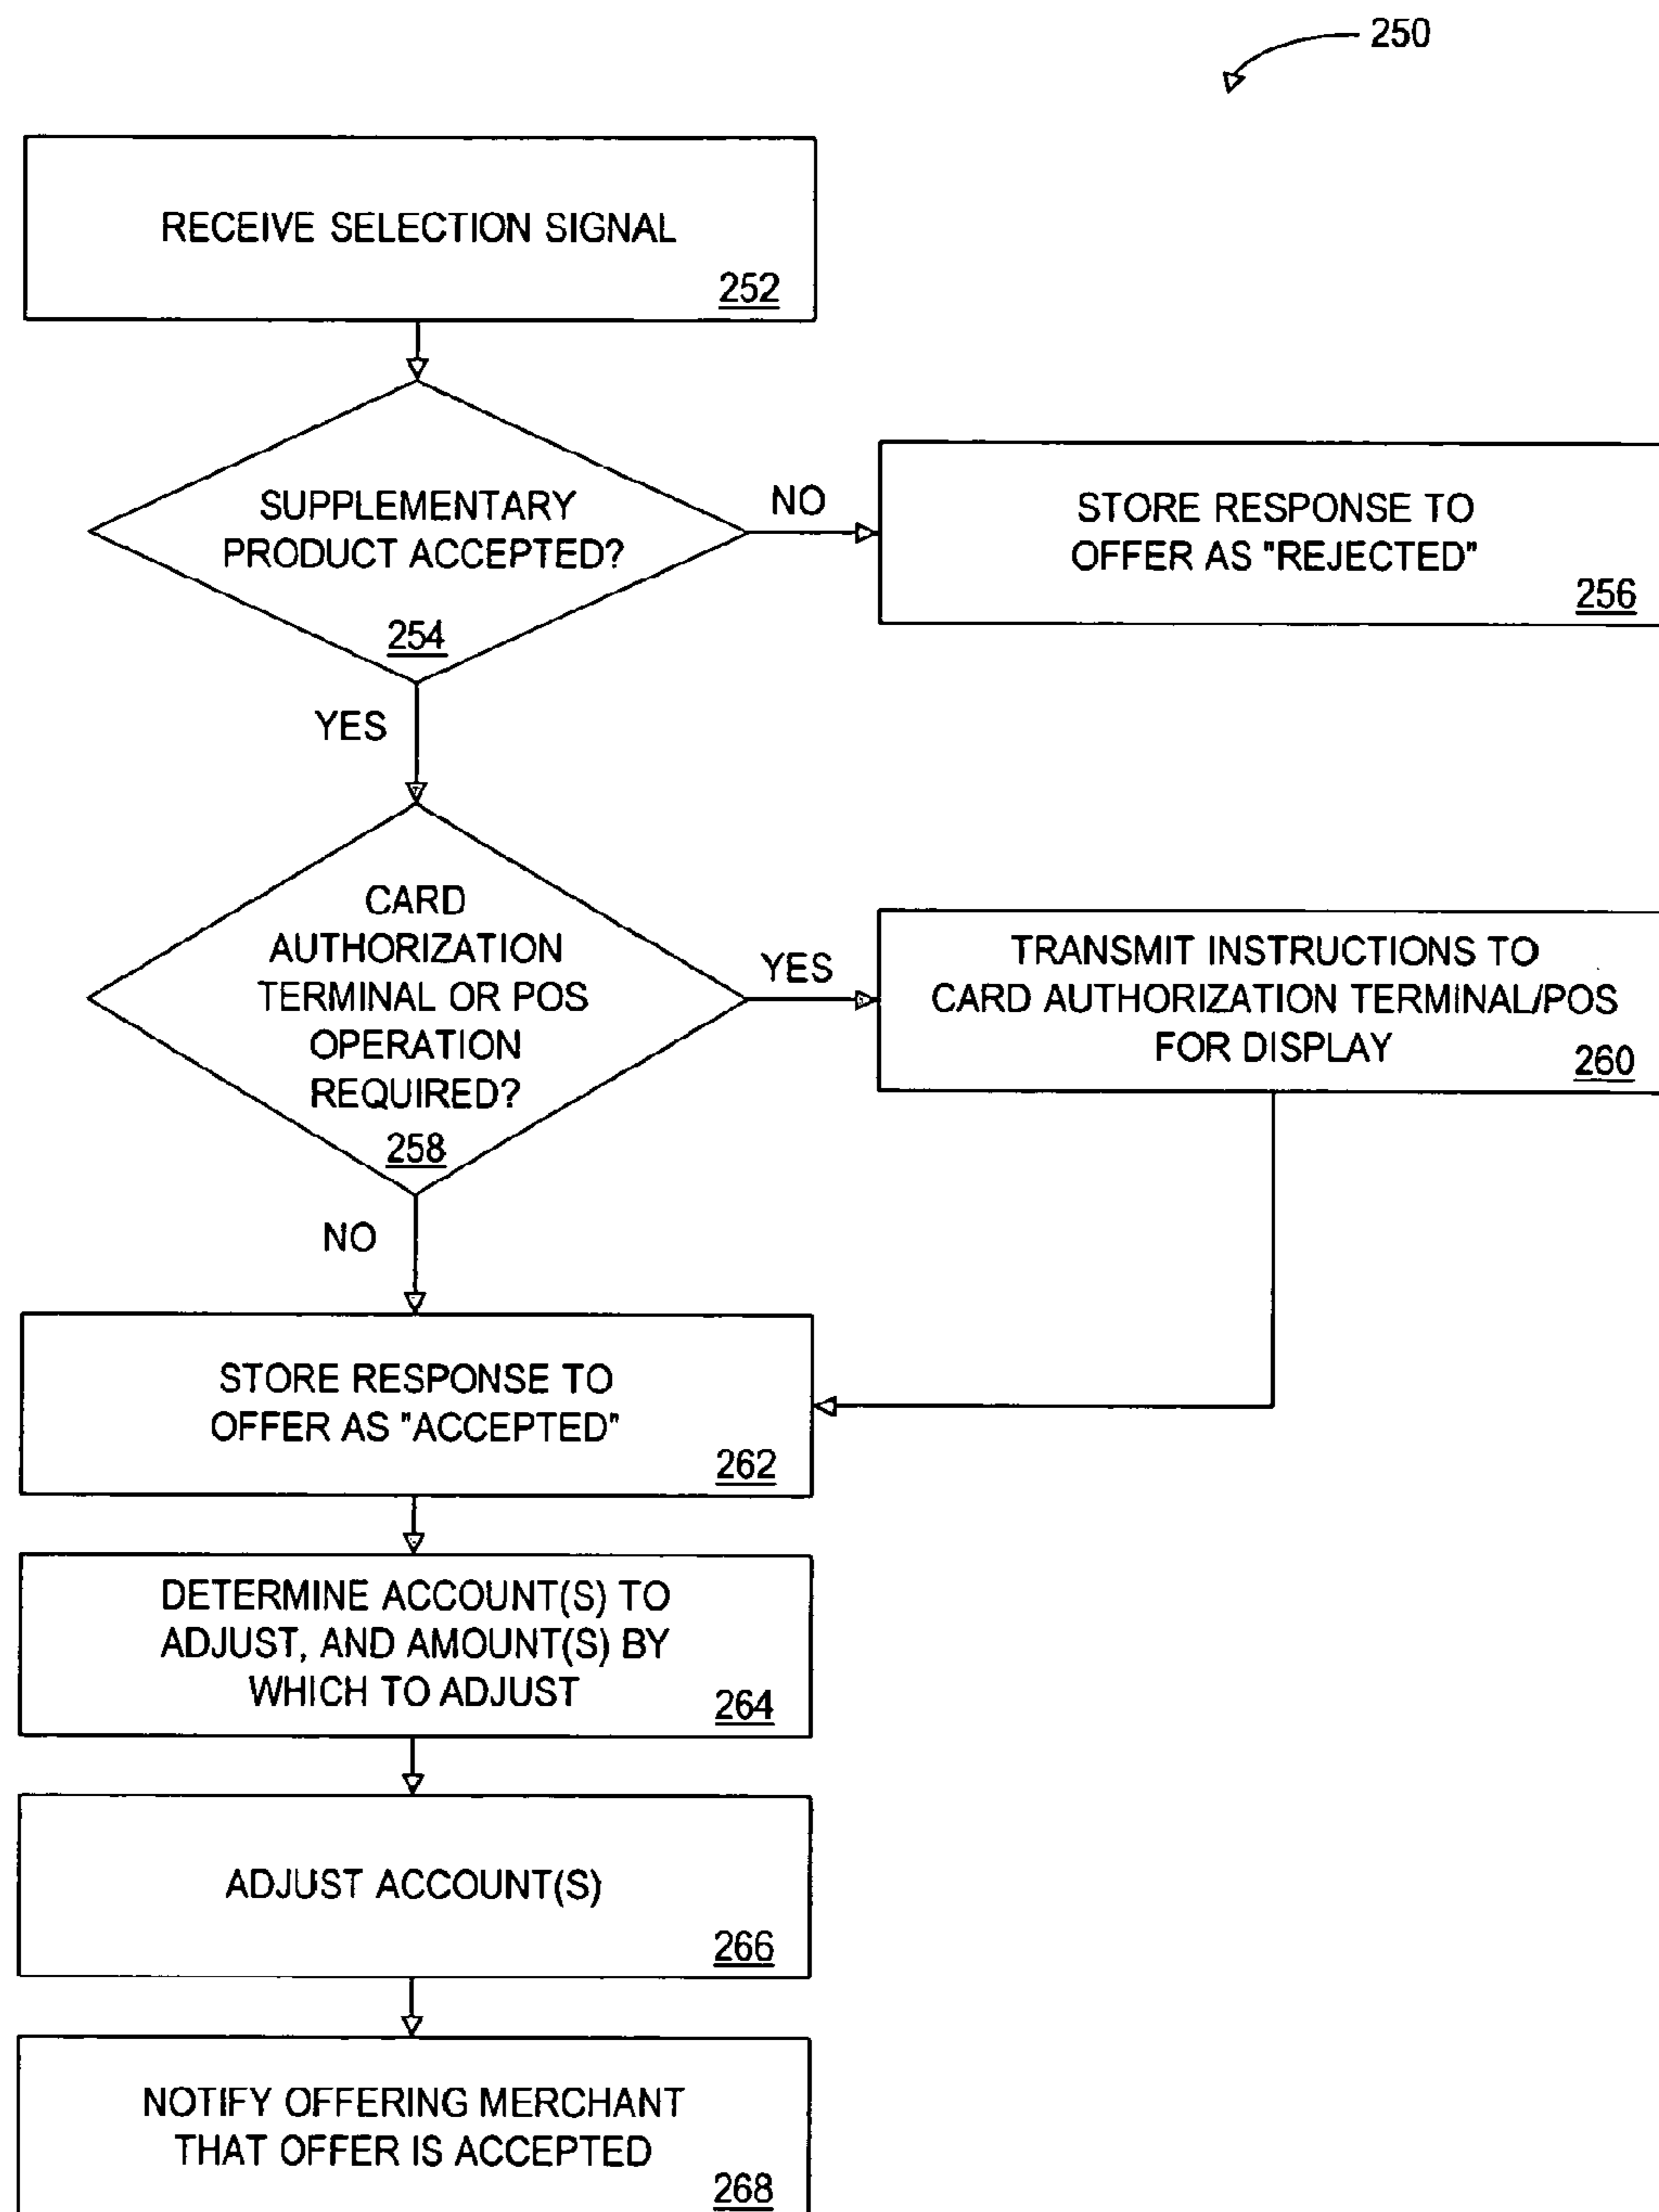 250
RECEIVE SELECTION SIGNAL
252
SUPPLEMENTARY
PRODUCT ACCEPTED?
254
NO
STORE RESPONSE TO
OFFER AS "REJECTED"
256
YES
CARD
AUTHORIZATION
TERMINAL OR POS
OPERATION
REQUIRED?
258
YES
TRANSMIT INSTRUCTIONS TO
CARD AUTHORIZATION TERMINAL/POS
FOR DISPLAY
260
NO
STORE RESPONSE TO
OFFER AS "ACCEPTED"
262
DETERMINE ACCOUNT(S) TO
ADJUST, AND AMOUNT(S) BY
WHICH TO ADJUST
264
ADJUST ACCOUNT(S)
266
NOTIFY OFFERING MERCHANT
THAT OFFER IS ACCEPTED
268